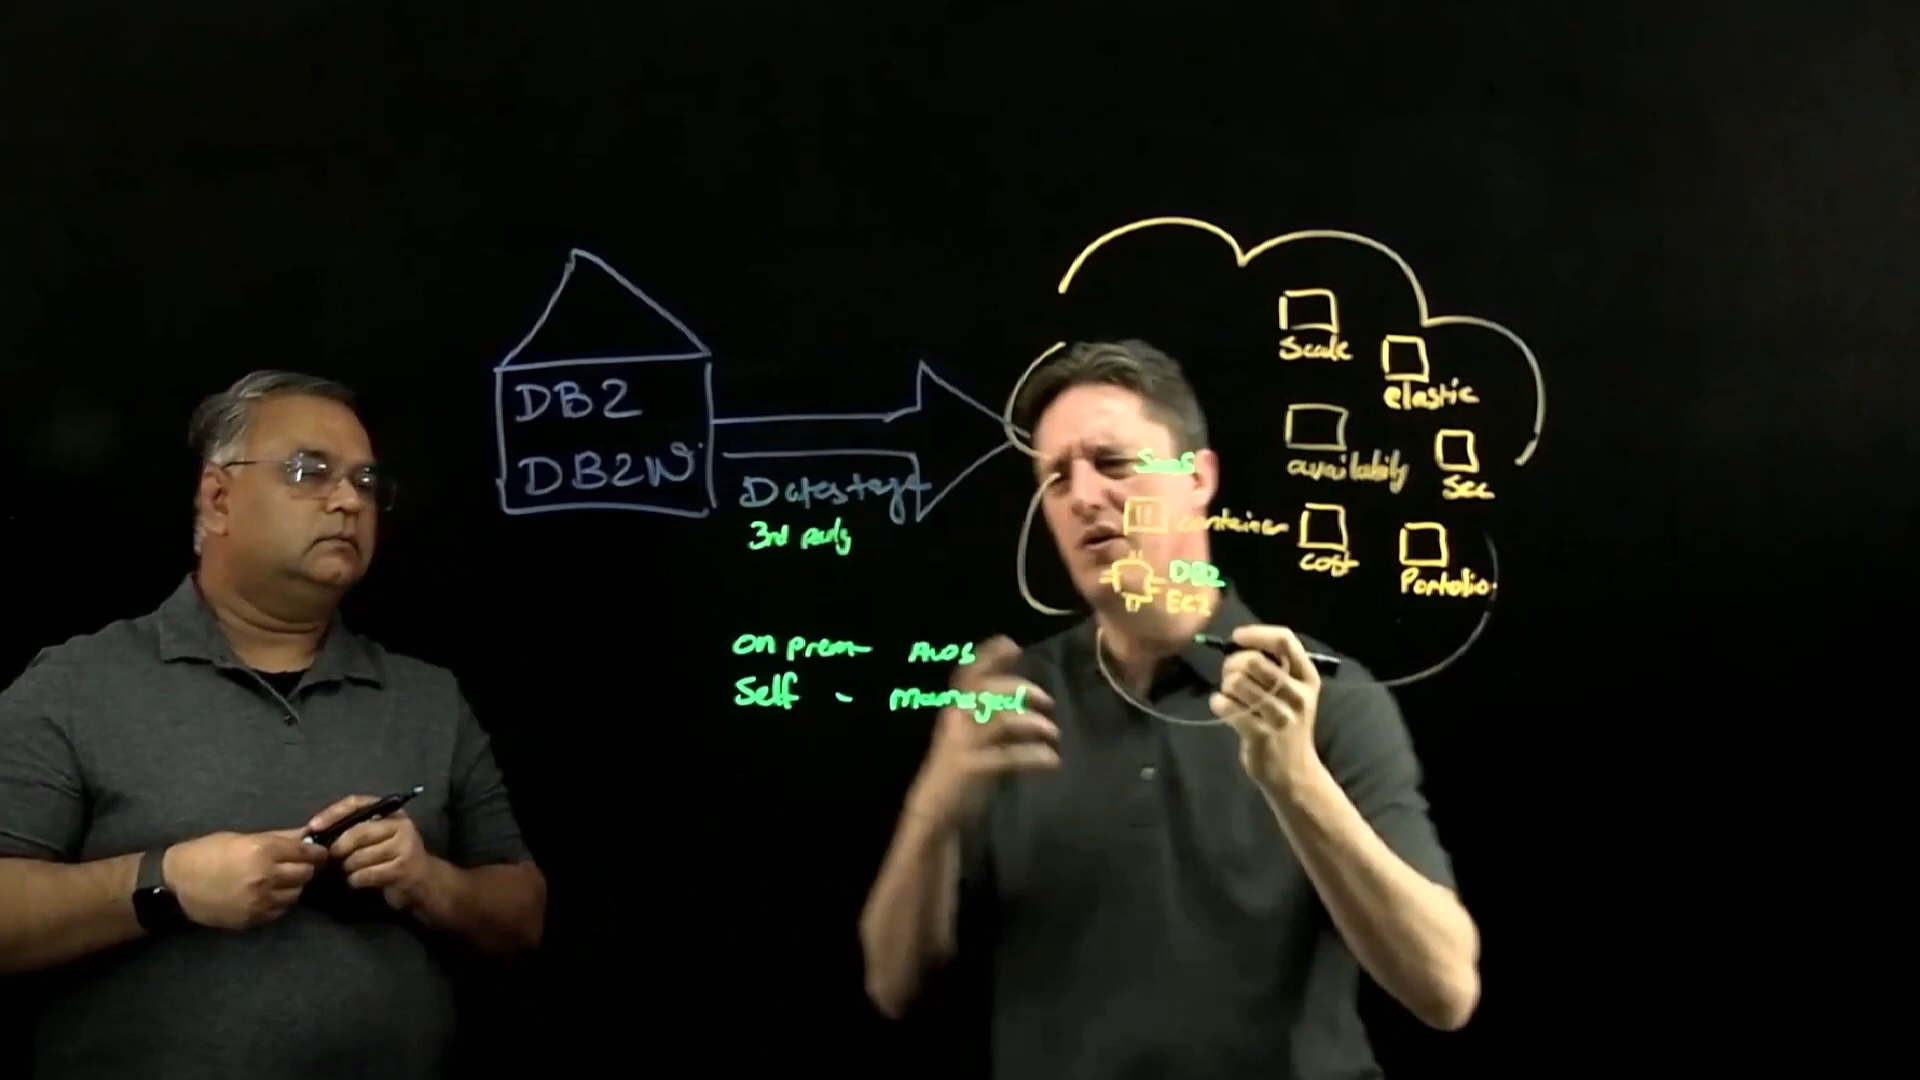 DB2
DB2W
Datastage
3rd party
On prem - AWS
Self - managed
SaaS
container
DB2
EC2
Scale
elastic
availability
Sec
cost
Portfolio